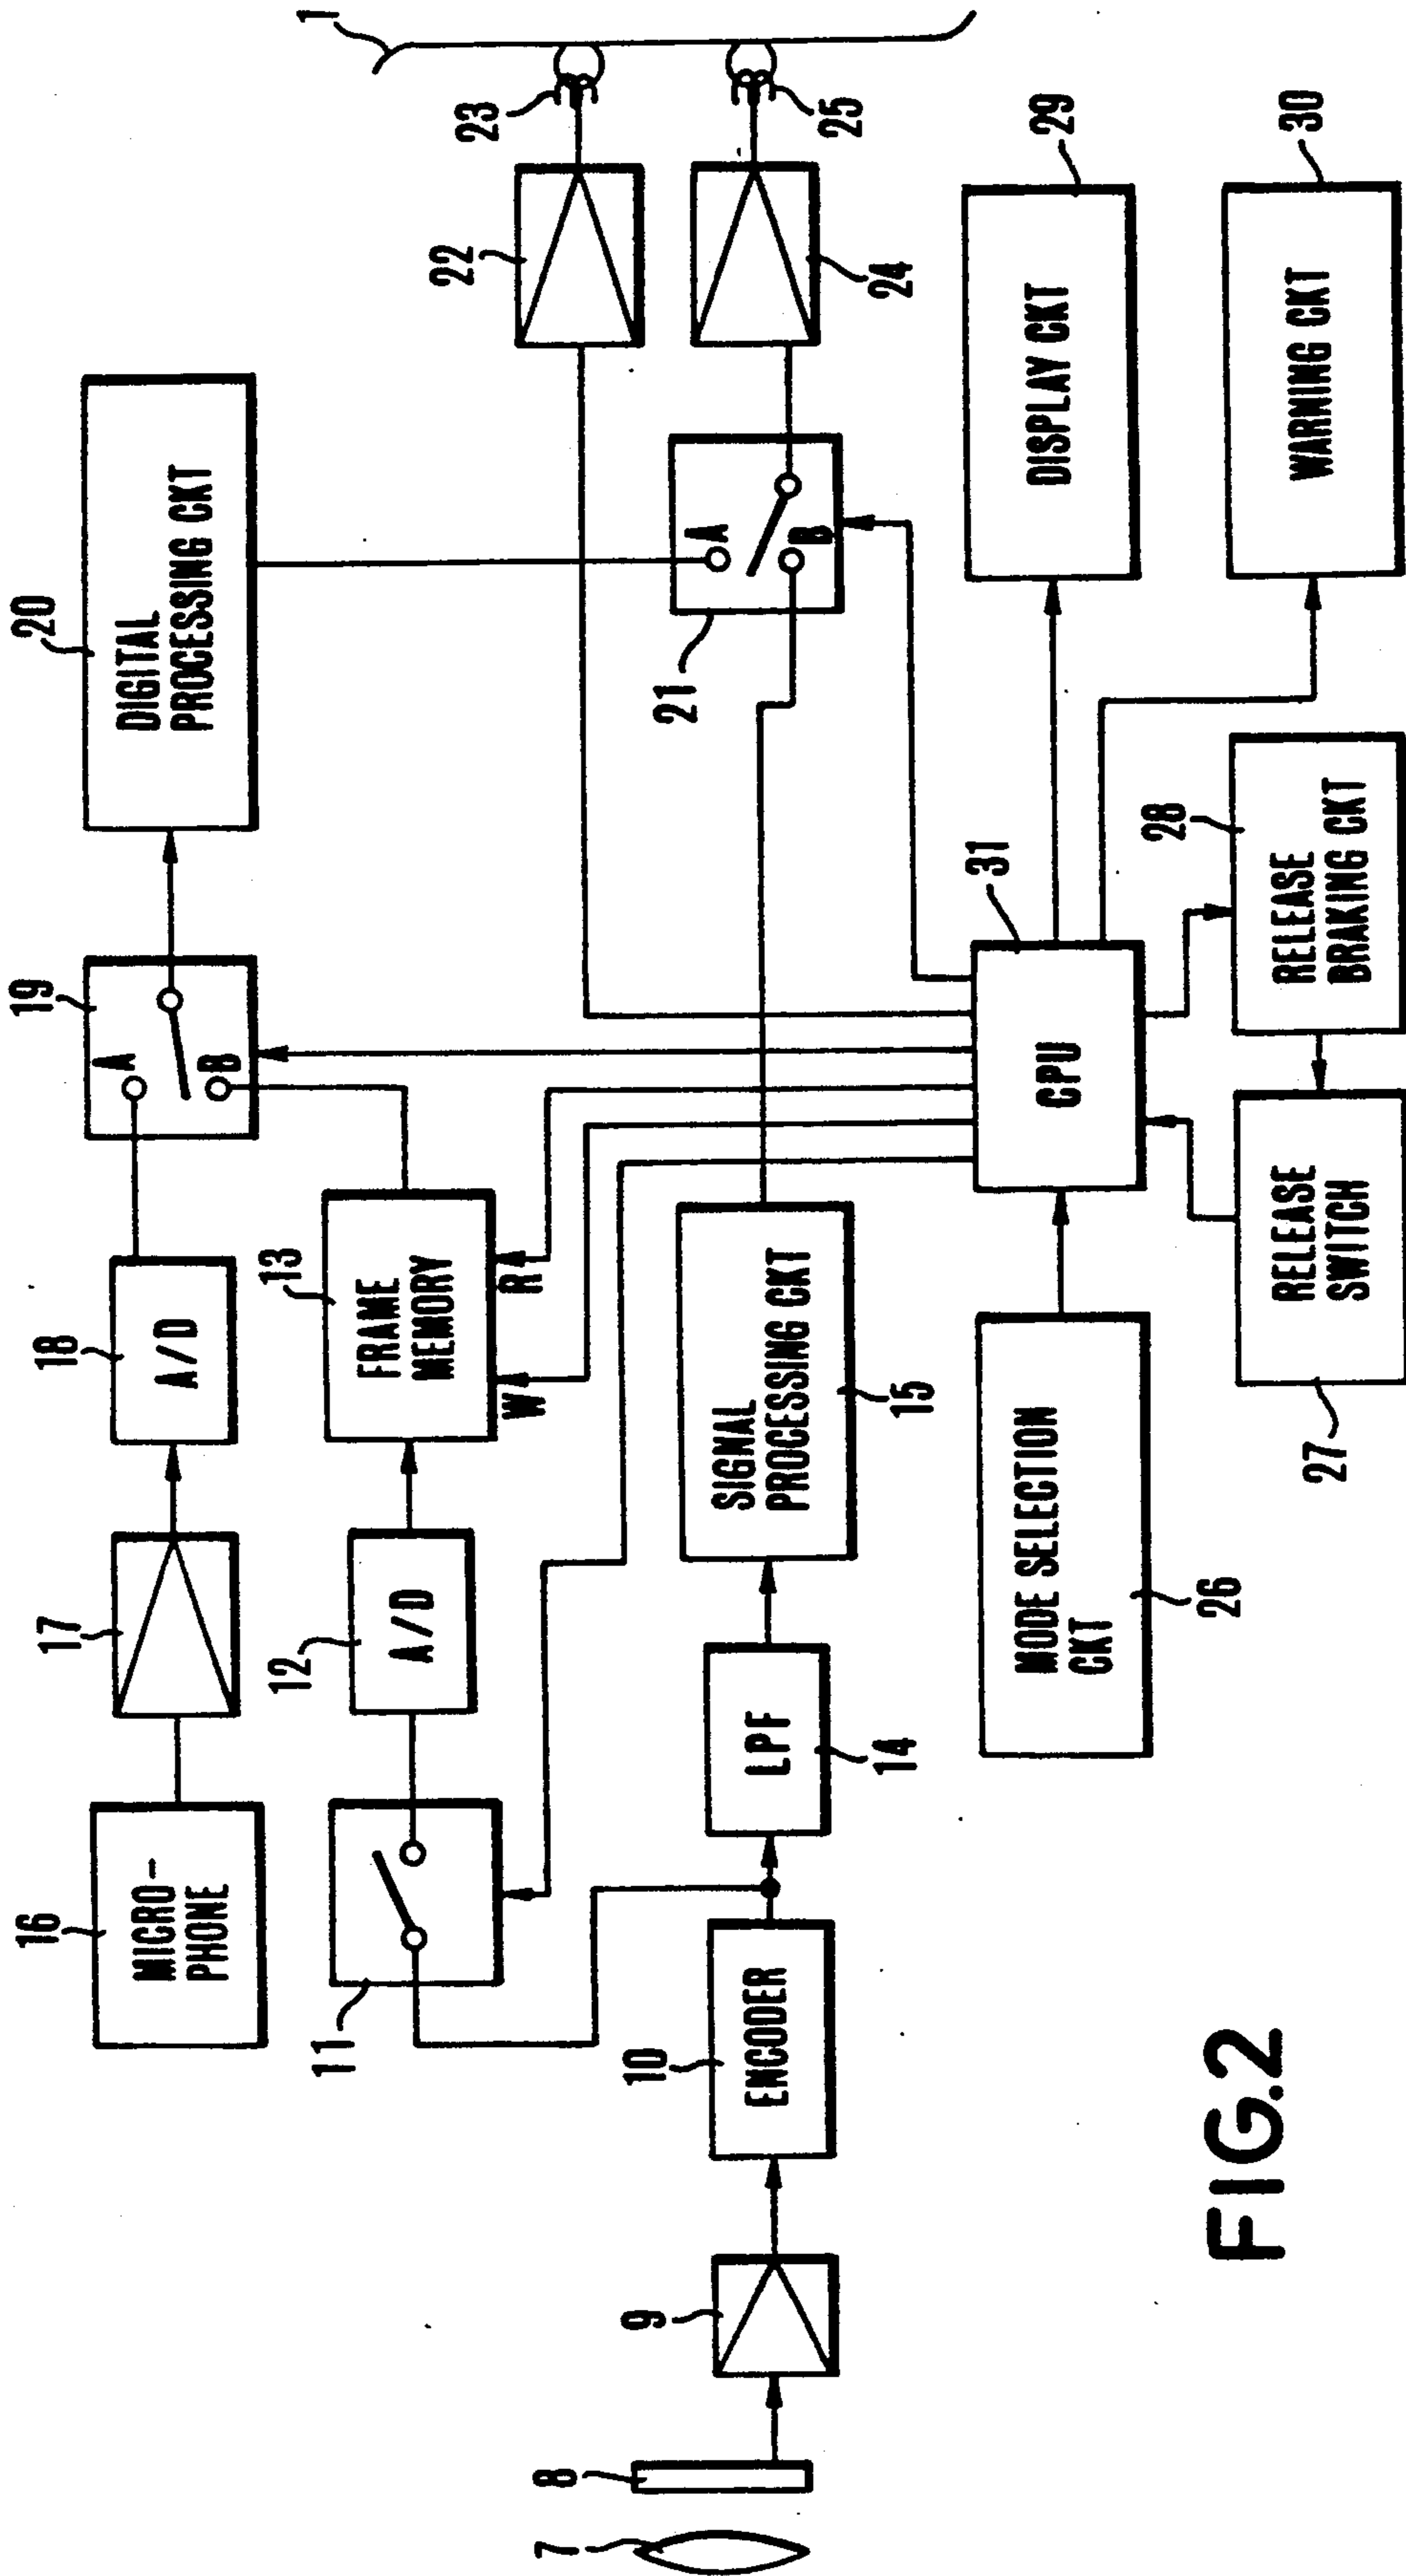 16
MICRO-
PHONE
17
18
A/D
19
A
B
20
DIGITAL
PROCESSING CKT
11
12
A/D
13
FRAME
MEMORY
W
R
22
23
1
7
8
9
10
ENCODER
14
LPF
15
SIGNAL
PROCESSING CKT
21
A
B
24
25
26
MODE SELECTION
CKT
31
CPU
29
DISPLAY CKT
27
RELEASE
SWITCH
28
RELEASE
BRAKING CKT
30
WARNING CKT
FIG.2